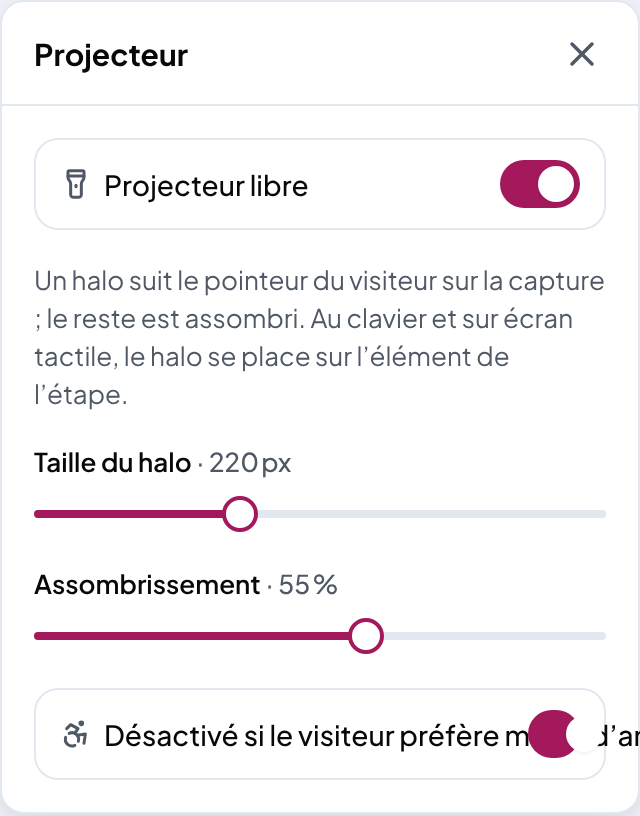 Projecteur
Projecteur libre
Un halo suit le pointeur du visiteur sur la capture
; le reste est assombri. Au clavier et sur écran
tactile, le halo se place sur l’élément de
l’étape.
Taille du halo · 220 px
Assombrissement · 55 %
Désactivé si le visiteur préfère